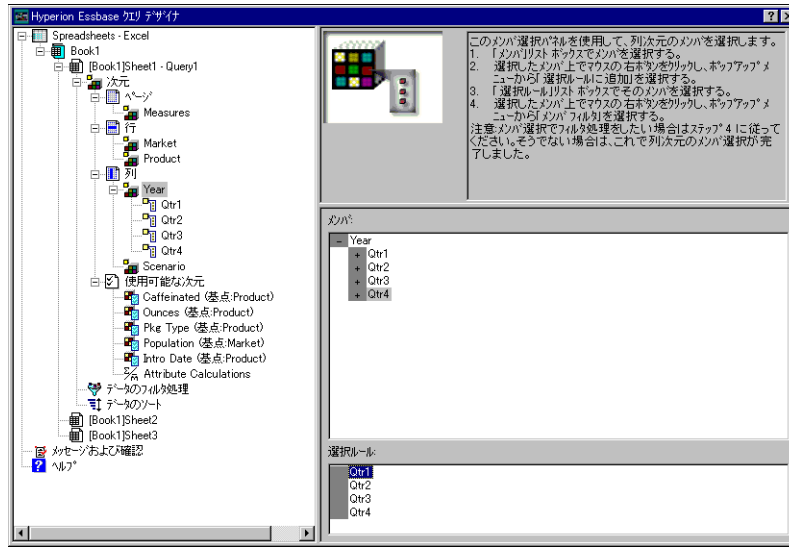 Hyperion Essbase クエリ デザイナ
Spreadsheets - Excel
Book1
[Book1]Sheet1 - Query1
次元
ページ
Measures
行
Market
Product
列
Year
Qtr1
Qtr2
Qtr3
Qtr4
Scenario
使用可能な次元
Caffeinated (基点:Product)
Ounces (基点:Product)
Pkg Type (基点:Product)
Population (基点:Market)
Intro Date (基点:Product)
Attribute Calculations
データのフィルタ処理
データのソート
[Book1]Sheet2
[Book1]Sheet3
メッセージおよび確認
ヘルプ
このメンバ選択パネルを使用して、列次元のメンバを選択します。
1. 「メンバ」リスト ボックスでメンバを選択する。
2. 選択したメンバ上でマウスの右ボタンをクリックし、ポップアップ メ
ニューから「選択ルールに追加」を選択する。
3. 「選択ルール」リスト ボックスでそのメンバを選択する。
4. 選択したメンバ上でマウスの右ボタンをクリックし、ポップアップ メ
ニューから「メンバ フィルタ」を選択する。
注意:メンバ選択でフィルタ処理をしたい場合はステップ 4 に従って
ください。そうでない場合は、これで列次元のメンバ選択が完
了しました。
メンバ:
Year
Qtr1
Qtr2
Qtr3
Qtr4
選択ルール:
Qtr1
Qtr2
Qtr3
Qtr4